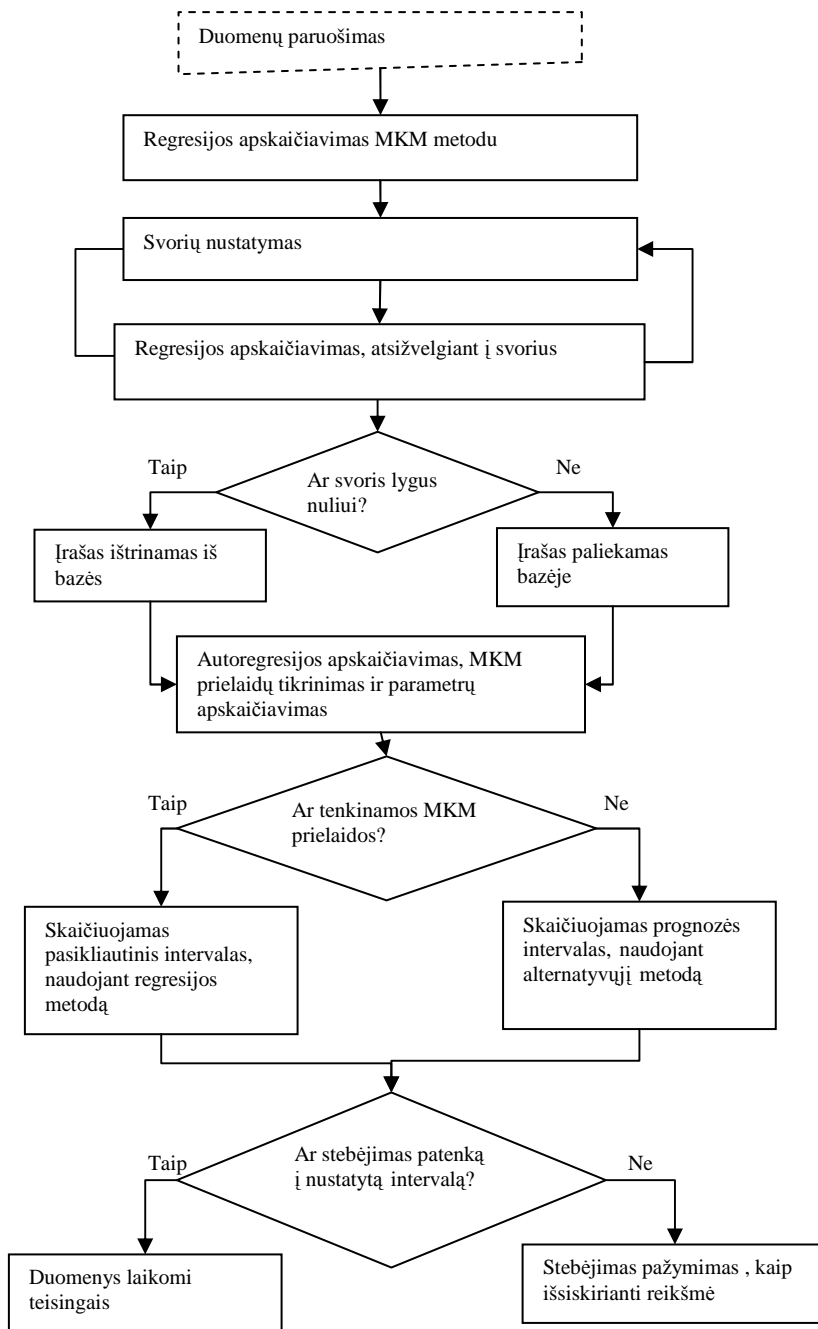 Duomenų paruošimas
Regresijos apskaičiavimas MKM metodu
Svorių nustatymas
Regresijos apskaičiavimas, atsižvelgiant į svorius
Taip
Ne
Ar svoris lygus
nuliui?
Įrašas ištrinamas iš
bazės
Įrašas paliekamas
bazėje
Autoregresijos apskaičiavimas, MKM
prielaidų tikrinimas ir parametrų
apskaičiavimas
Taip
Ne
Ar tenkinamos MKM
prielaidos?
Skaičiuojamas
pasikliautinis intervalas,
naudojant regresijos
metodą
Skaičiuojamas prognozės
intervalas, naudojant
alternatyvųjį metodą
Ar stebėjimas patenką
į nustatytą intervalą?
Taip
Ne
Duomenys laikomi
teisingais
Stebėjimas pažymimas , kaip
išsiskirianti reikšmė